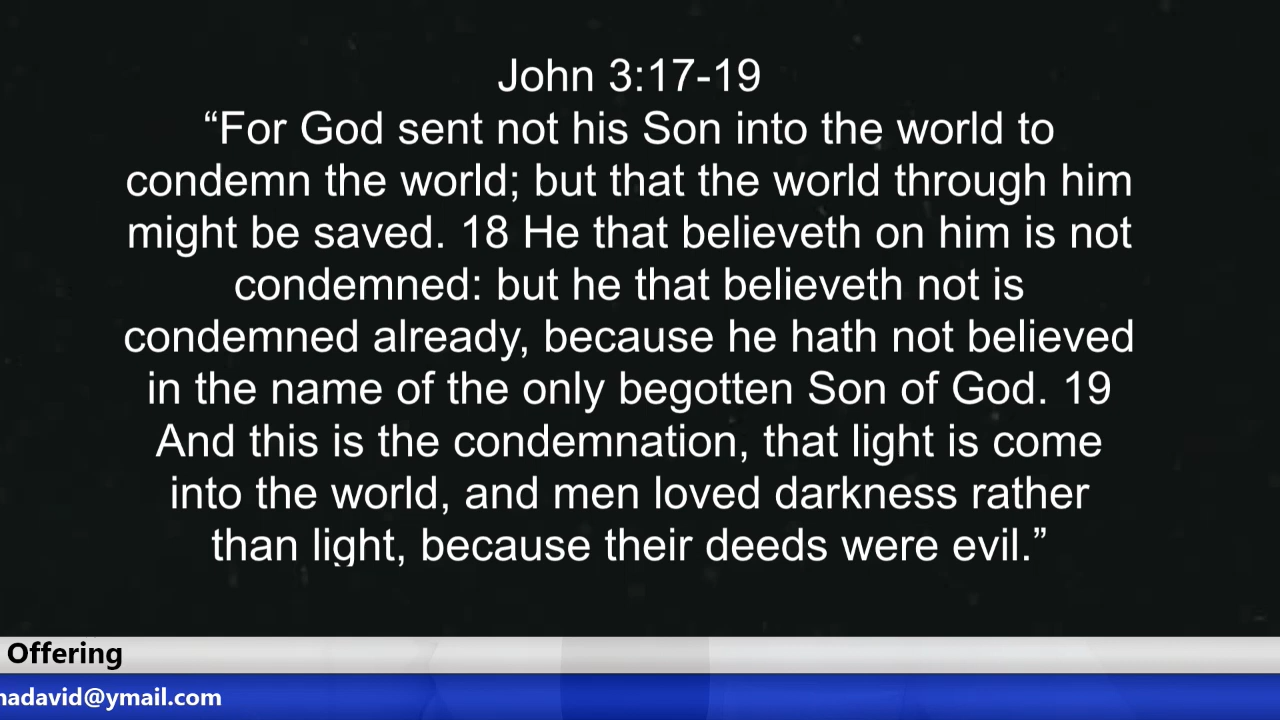 John 3:17-19
“For God sent not his Son into the world to
condemn the world; but that the world through him
might be saved. 18 He that believeth on him is not
condemned: but he that believeth not is
condemned already, because he hath not believed
in the name of the only begotten Son of God. 19
And this is the condemnation, that light is come
into the world, and men loved darkness rather
than light, because their deeds were evil.”
Offering
nadavid@ymail.com